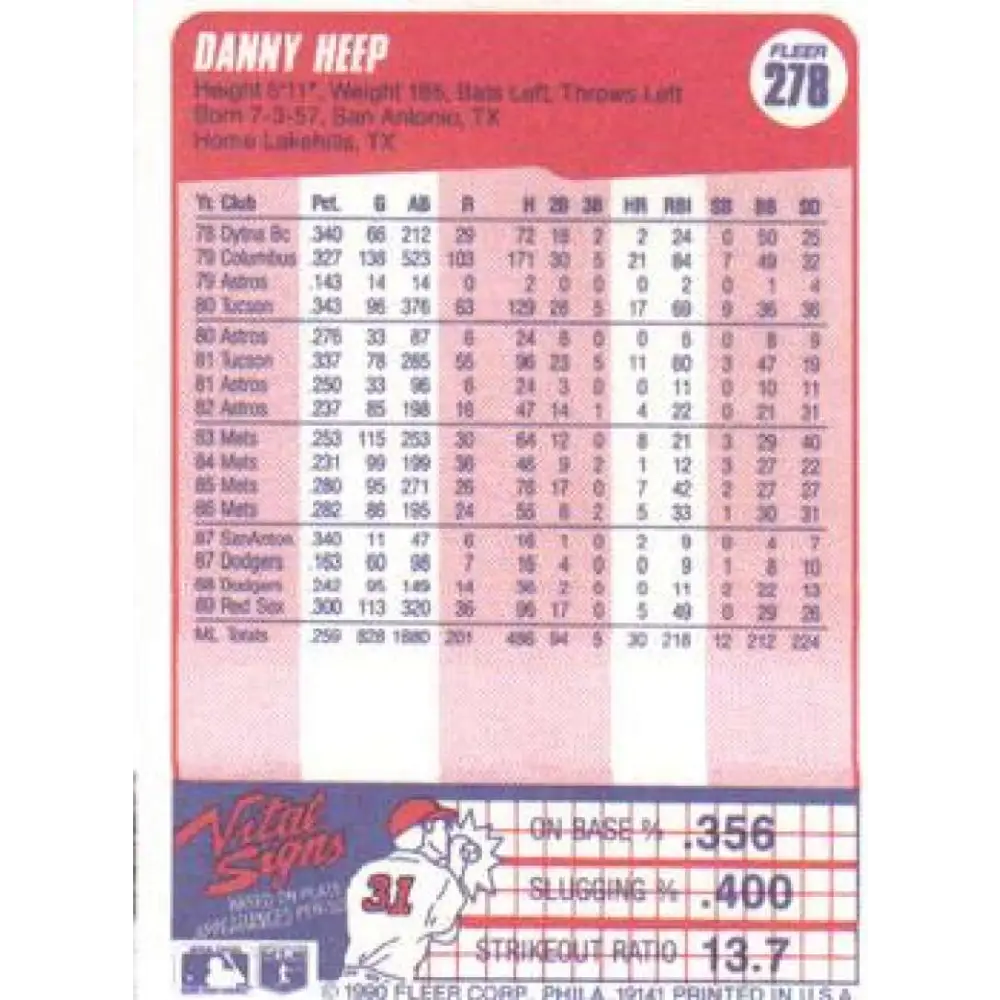 DANNY HEEP
FLEER
278
Height 5'11", Weight 185, Bats Left, Throws Left
Born 7-3-57, San Antonio, TX
Home Lakehills, TX
Yr. Club Pct. G AB R H 2B 3B HR RBI SB BB SO
78 Dytna Bc .340 66 212 29 72 18 2 2 24 0 50 25
79 Columbus .327 138 523 103 171 30 5 21 84 7 49 32
79 Astros .143 14 14 0 2 0 0 0 2 0 1 4
80 Tucson .343 96 376 63 129 28 5 17 69 9 36 36
80 Astros .276 33 87 6 24 8 0 0 6 0 8 9
81 Tucson .337 78 285 55 96 23 5 11 60 3 47 19
81 Astros .250 33 96 6 24 3 0 0 11 0 10 11
82 Astros .237 85 198 16 47 14 1 4 22 0 21 31
83 Mets .253 115 253 30 64 12 0 8 21 3 29 40
84 Mets .231 99 199 36 46 9 2 1 12 3 27 22
85 Mets .280 95 271 26 76 17 0 7 42 2 27 27
86 Mets .282 86 195 24 55 8 2 5 33 1 30 31
87 SanAnton .340 11 47 6 16 1 0 2 9 0 4 7
87 Dodgers .163 60 98 7 16 4 0 0 9 1 8 10
88 Dodgers .242 95 149 14 36 2 0 0 11 2 22 13
89 Red Sox .300 113 320 36 96 17 0 5 49 0 29 26
ML Totals .259 828 1880 201 486 94 5 30 218 12 212 224
Vital
Signs
BASED ON PLATE
APPEARANCES PER/SO
31
ON BASE % .356
SLUGGING % .400
STRIKEOUT RATIO 13.7
© 1990 FLEER CORP., PHILA. 19141 PRINTED IN U.S.A.